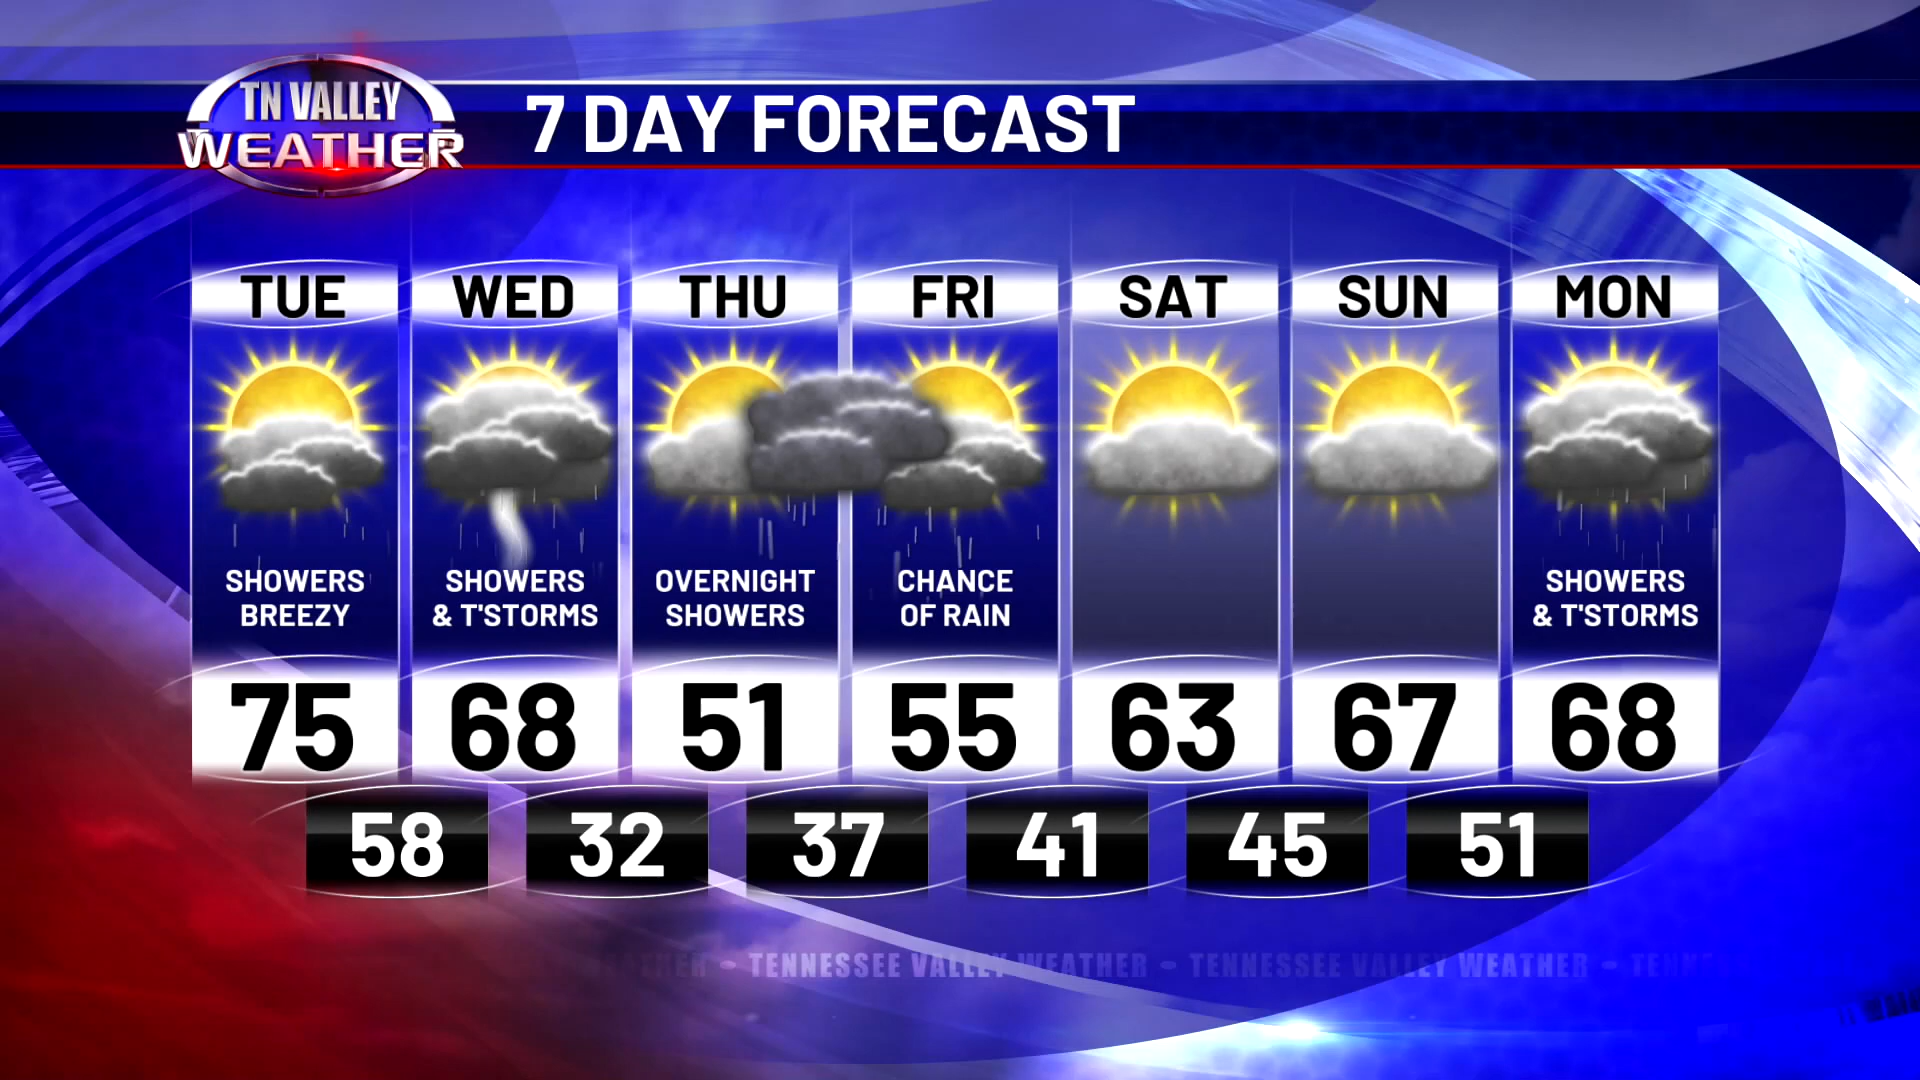 TN VALLEY
WEATHER
7 DAY FORECAST
TUE
WED
THU
FRI
SAT
SUN
MON
SHOWERS
BREEZY
SHOWERS
& T'STORMS
OVERNIGHT
SHOWERS
CHANCE
OF RAIN
SHOWERS
& T'STORMS
75
68
51
55
63
67
68
58
32
37
41
45
51
TENNESSEE VALLEY WEATHER - TENNESSEE VALLEY WEATHER -